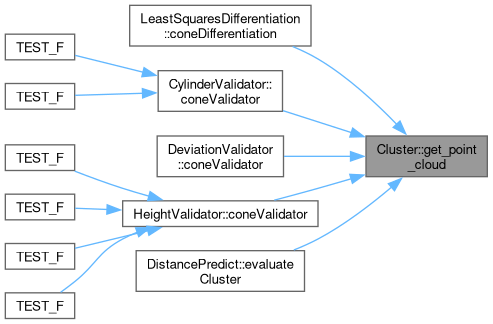 LeastSquaresDifferentiation
::coneDifferentiation
TEST_F
TEST_F
CylinderValidator::
coneValidator
DeviationValidator
::coneValidator
Cluster::get_point
_cloud
TEST_F
TEST_F
HeightValidator::coneValidator
TEST_F
DistancePredict::evaluate
Cluster
TEST_F